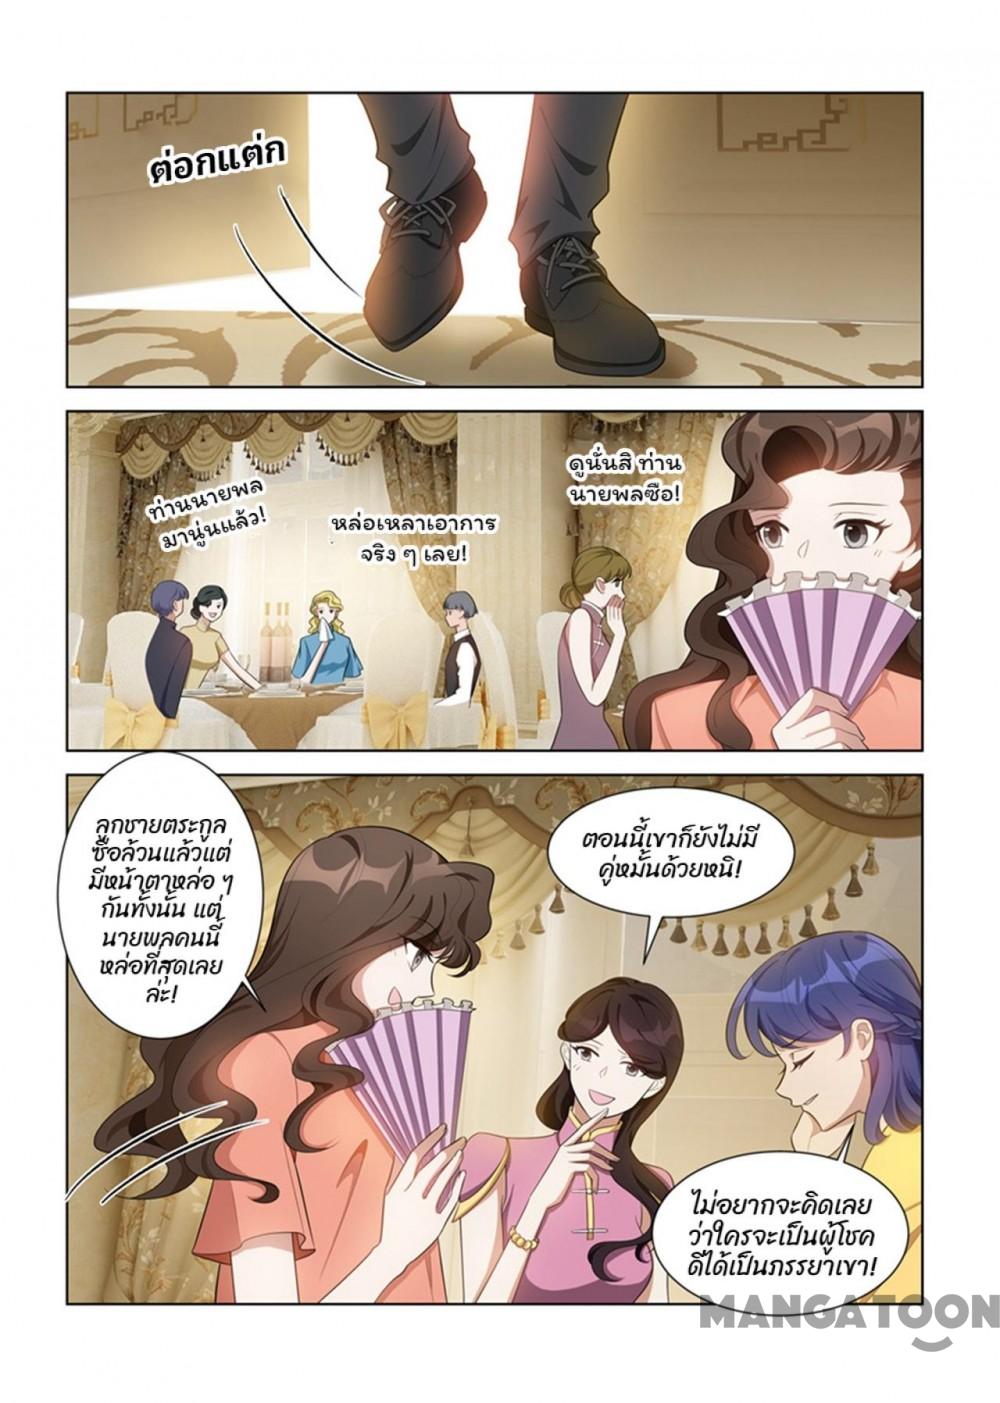 ต่อกแต่ก
ท่านนายพล
มานู่นแล้ว!
หล่อเหลาเอาการ
จริง ๆ เลย!
ดูนั่นสิ ท่าน
นายพลซือ!
ลูกชายตระกูล
ซือล้วนแล้วแต่
มีหน้าตาหล่อ ๆ
กันทั้งนั้น แต่
นายพลคนนี้
หล่อที่สุดเลย
ล่ะ!
ตอนนี้เขาก็ยังไม่มี
คู่หมั้นด้วยหนิ!
ไม่อยากจะคิดเลย
ว่าใครจะเป็นผู้โชค
ดีได้เป็นภรรยาเขา!
MANGATOON